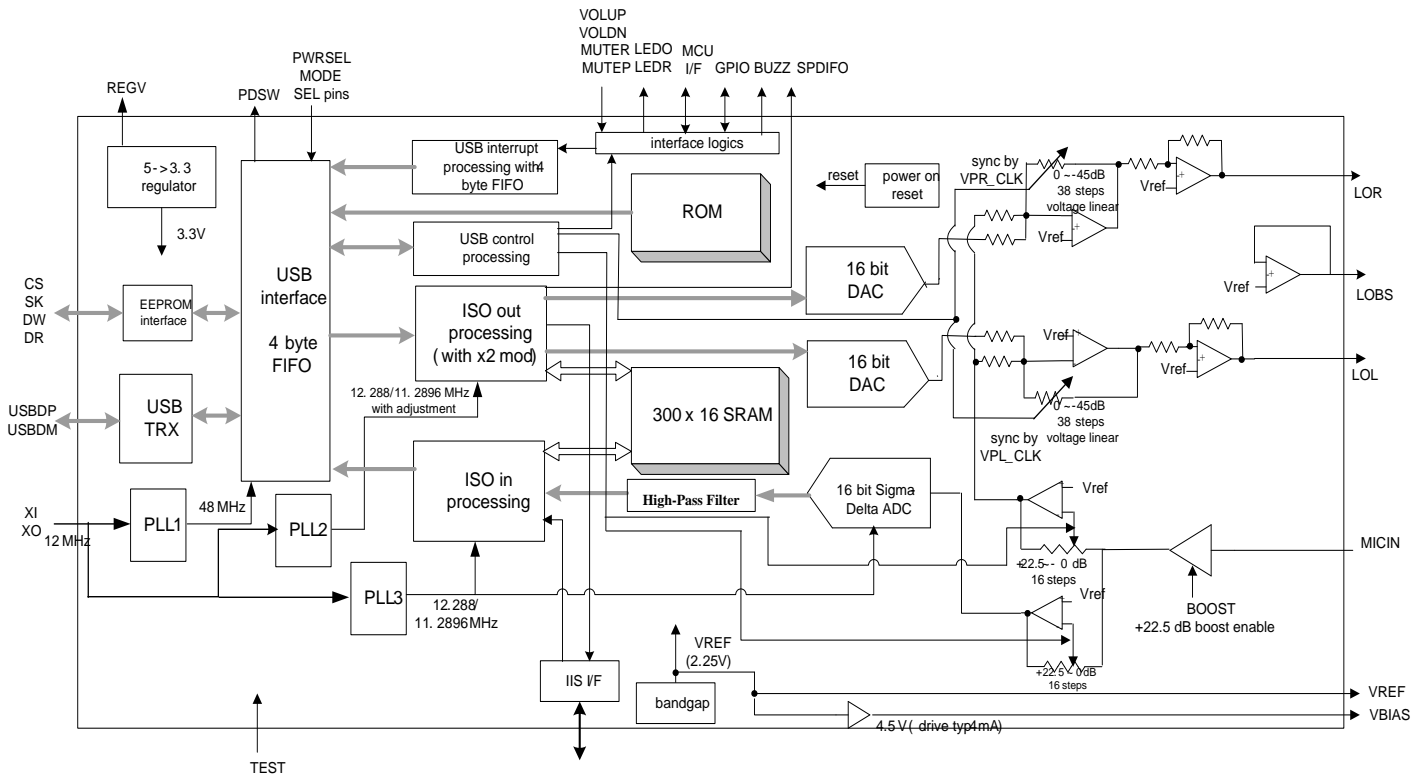 VOLUP
VOLDN
MUTER
MUTEP
LEDO
LEDR
MCU
I/F
GPIO
BUZZ
SPDIFO
PWRSEL
MODE
SEL pins
REGV
PDSW
5->3.3
regulator
3.3V
USB interrupt
processing with 4
byte FIFO
interface logics
ROM
reset
power on
reset
sync by
VPR_CLK
0 ~-45dB
38 steps
voltage linear
Vref
Vref
LOR
USB control
processing
16 bit
DAC
Vref
LOBS
CS
SK
DW
DR
EEPROM
interface
USB
interface
4 byte
FIFO
ISO out
processing
( with x2 mod)
16 bit
DAC
Vref
Vref
LOL
12. 288/11. 2896 MHz
with adjustment
300 x 16 SRAM
0 ~-45dB
38 steps
voltage linear
sync by
VPL_CLK
USBDP
USBDM
USB
TRX
ISO in
processing
High-Pass Filter
16 bit Sigma-
Delta ADC
Vref
XI
XO
12 MHz
PLL1
48 MHz
PLL2
PLL3
12.288/
11. 2896MHz
+22.5~- 0 dB
16 steps
MICIN
Vref
BOOST
+22.5 dB boost enable
+22.5 ~ 0dB
16 steps
IIS I/F
VREF
(2.25V)
bandgap
VREF
VBIAS
4.5 V ( drive typ4mA)
TEST